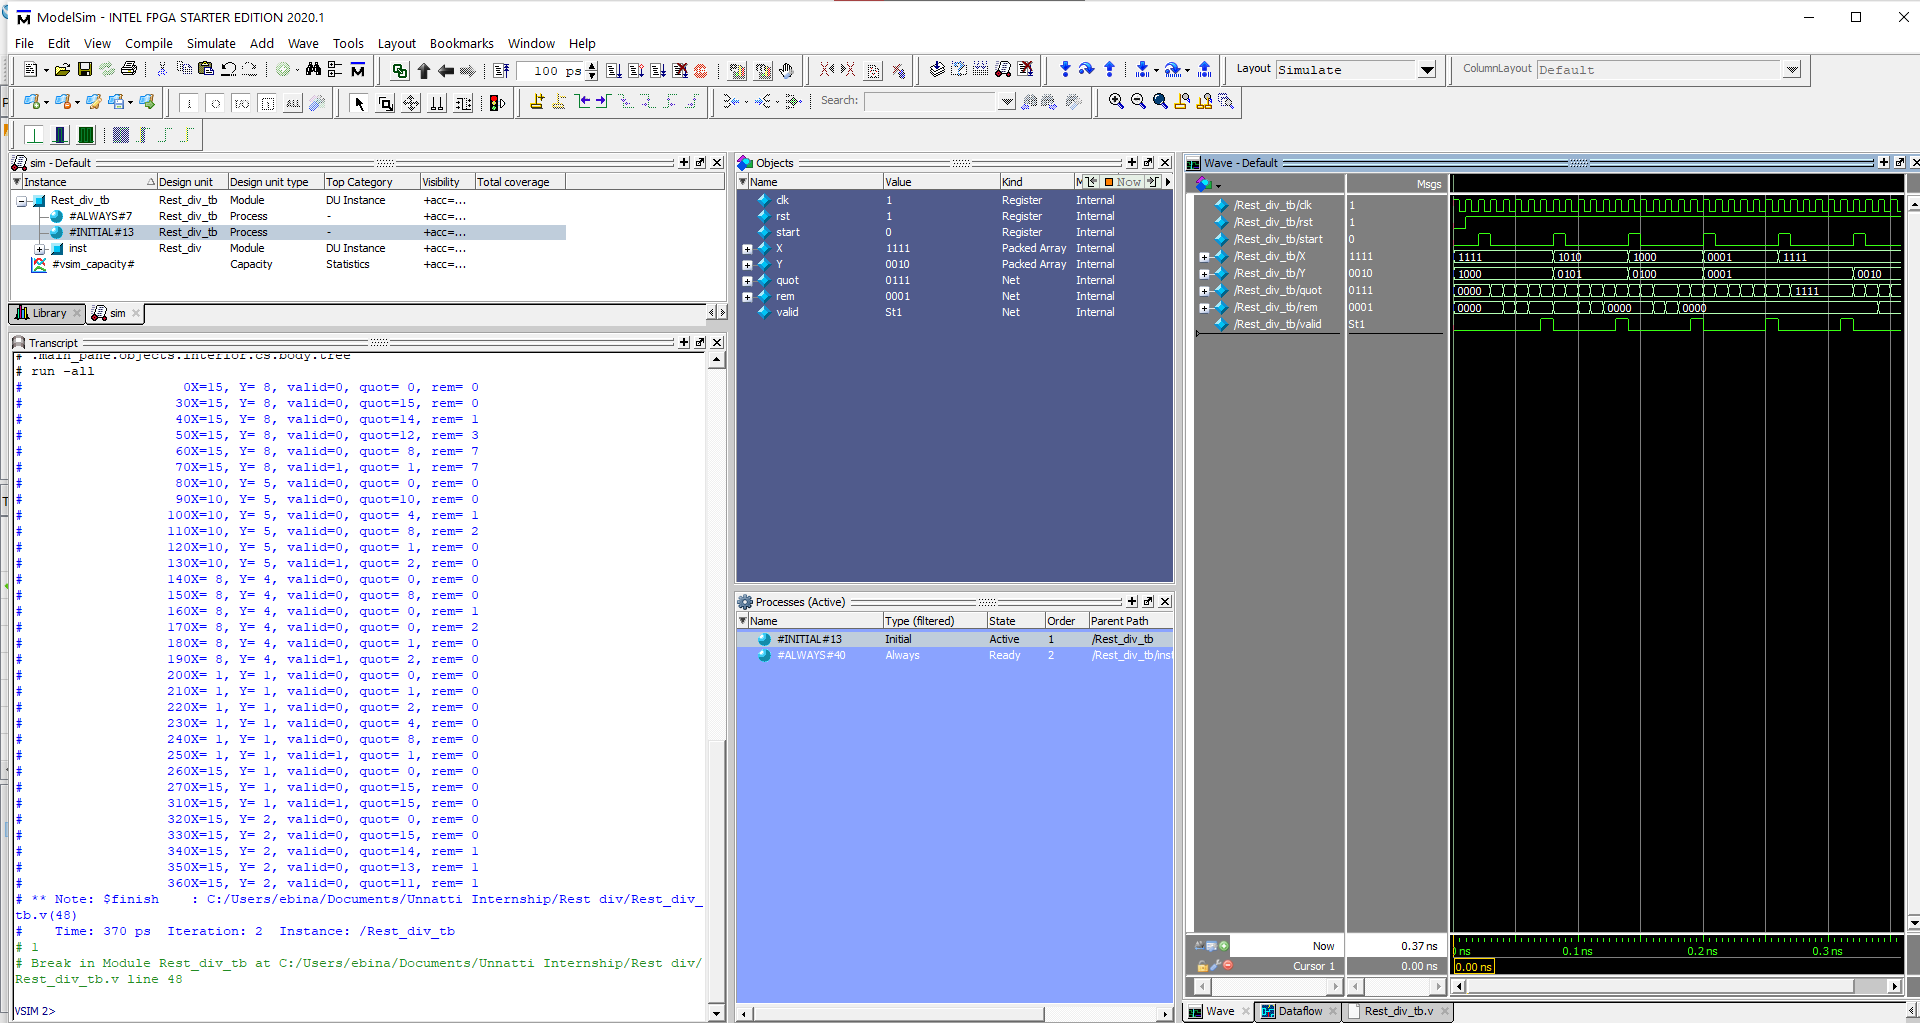 ModelSim - INTEL FPGA STARTER EDITION 2020.1
File Edit View Compile Simulate Add Wave Tools Layout Bookmarks Window Help
100 ps
Layout Simulate
ColumnLayout Default
Search:
sim - Default
Instance Design unit Design unit type Top Category Visibility Total coverage
Rest_div_tb Rest_div_tb Module DU Instance +acc=...
#ALWAYS#7 Rest_div_tb Process - +acc=...
#INITIAL#13 Rest_div_tb Process - +acc=...
inst Rest_div Module DU Instance +acc=...
#vsim_capacity# Capacity Statistics +acc=...
Library sim
Transcript
# .main_pane.objects.interior.cs.body.tree
# run -all
# 0X=15, Y= 8, valid=0, quot= 0, rem= 0
# 30X=15, Y= 8, valid=0, quot=15, rem= 0
# 40X=15, Y= 8, valid=0, quot=14, rem= 1
# 50X=15, Y= 8, valid=0, quot=12, rem= 3
# 60X=15, Y= 8, valid=0, quot= 8, rem= 7
# 70X=15, Y= 8, valid=1, quot= 1, rem= 7
# 80X=10, Y= 5, valid=0, quot= 0, rem= 0
# 90X=10, Y= 5, valid=0, quot=10, rem= 0
# 100X=10, Y= 5, valid=0, quot= 4, rem= 1
# 110X=10, Y= 5, valid=0, quot= 8, rem= 2
# 120X=10, Y= 5, valid=0, quot= 1, rem= 0
# 130X=10, Y= 5, valid=1, quot= 2, rem= 0
# 140X= 8, Y= 4, valid=0, quot= 0, rem= 0
# 150X= 8, Y= 4, valid=0, quot= 8, rem= 0
# 160X= 8, Y= 4, valid=0, quot= 0, rem= 1
# 170X= 8, Y= 4, valid=0, quot= 0, rem= 2
# 180X= 8, Y= 4, valid=0, quot= 1, rem= 0
# 190X= 8, Y= 4, valid=1, quot= 2, rem= 0
# 200X= 1, Y= 1, valid=0, quot= 0, rem= 0
# 210X= 1, Y= 1, valid=0, quot= 1, rem= 0
# 220X= 1, Y= 1, valid=0, quot= 2, rem= 0
# 230X= 1, Y= 1, valid=0, quot= 4, rem= 0
# 240X= 1, Y= 1, valid=0, quot= 8, rem= 0
# 250X= 1, Y= 1, valid=1, quot= 1, rem= 0
# 260X=15, Y= 1, valid=0, quot= 0, rem= 0
# 270X=15, Y= 1, valid=0, quot=15, rem= 0
# 310X=15, Y= 1, valid=1, quot=15, rem= 0
# 320X=15, Y= 2, valid=0, quot= 0, rem= 0
# 330X=15, Y= 2, valid=0, quot=15, rem= 0
# 340X=15, Y= 2, valid=0, quot=14, rem= 1
# 350X=15, Y= 2, valid=0, quot=13, rem= 1
# 360X=15, Y= 2, valid=0, quot=11, rem= 1
# ** Note: $finish : C:/Users/ebina/Documents/Unnatti Internship/Rest div/Rest_div_
tb.v(48)
# Time: 370 ps Iteration: 2 Instance: /Rest_div_tb
# 1
# Break in Module Rest_div_tb at C:/Users/ebina/Documents/Unnatti Internship/Rest div/
Rest_div_tb.v line 48
VSIM 2>
Objects
Name Value Kind M Now
clk 1 Register Internal
rst 1 Register Internal
start 0 Register Internal
X 1111 Packed Array Internal
Y 0010 Packed Array Internal
quot 0111 Net Internal
rem 0001 Net Internal
valid St1 Net Internal
Processes (Active)
Name Type (filtered) State Order Parent Path
#INITIAL#13 Initial Active 1 /Rest_div_tb
#ALWAYS#40 Always Ready 2 /Rest_div_tb/inst
Wave - Default
Msgs
/Rest_div_tb/clk 1
/Rest_div_tb/rst 1
/Rest_div_tb/start 0
/Rest_div_tb/X 1111 1111 1010 1000 0001 1111
/Rest_div_tb/Y 0010 1000 0101 0100 0001 0010
/Rest_div_tb/quot 0111 0000 1111
/Rest_div_tb/rem 0001 0000 0000 0000
/Rest_div_tb/valid St1
Now 0.37 ns ns 0.1 ns 0.2 ns 0.3 ns
Cursor 1 0.00 ns 0.00 ns
Wave Dataflow Rest_div_tb.v